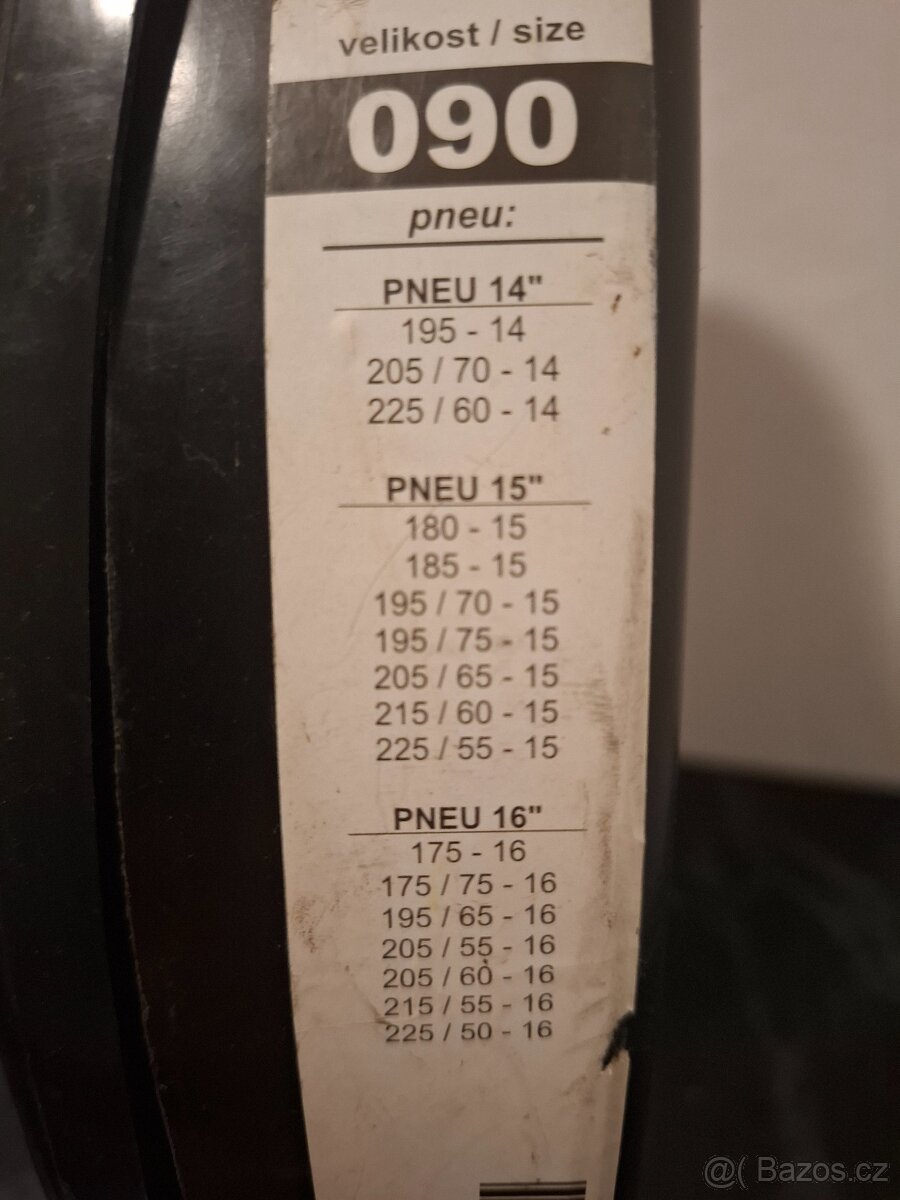 velikost / size
090
pneu:
PNEU 14"
195 - 14
205 / 70 - 14
225 / 60 - 14
PNEU 15"
180 - 15
185 - 15
195 / 70 - 15
195 / 75 - 15
205 / 65 - 15
215 / 60 - 15
225 / 55 - 15
PNEU 16"
175 - 16
175 / 75 - 16
195 / 65 - 16
205 / 55 - 16
205 / 60 - 16
215 / 55 - 16
225 / 50 - 16
@( Bazos.cz